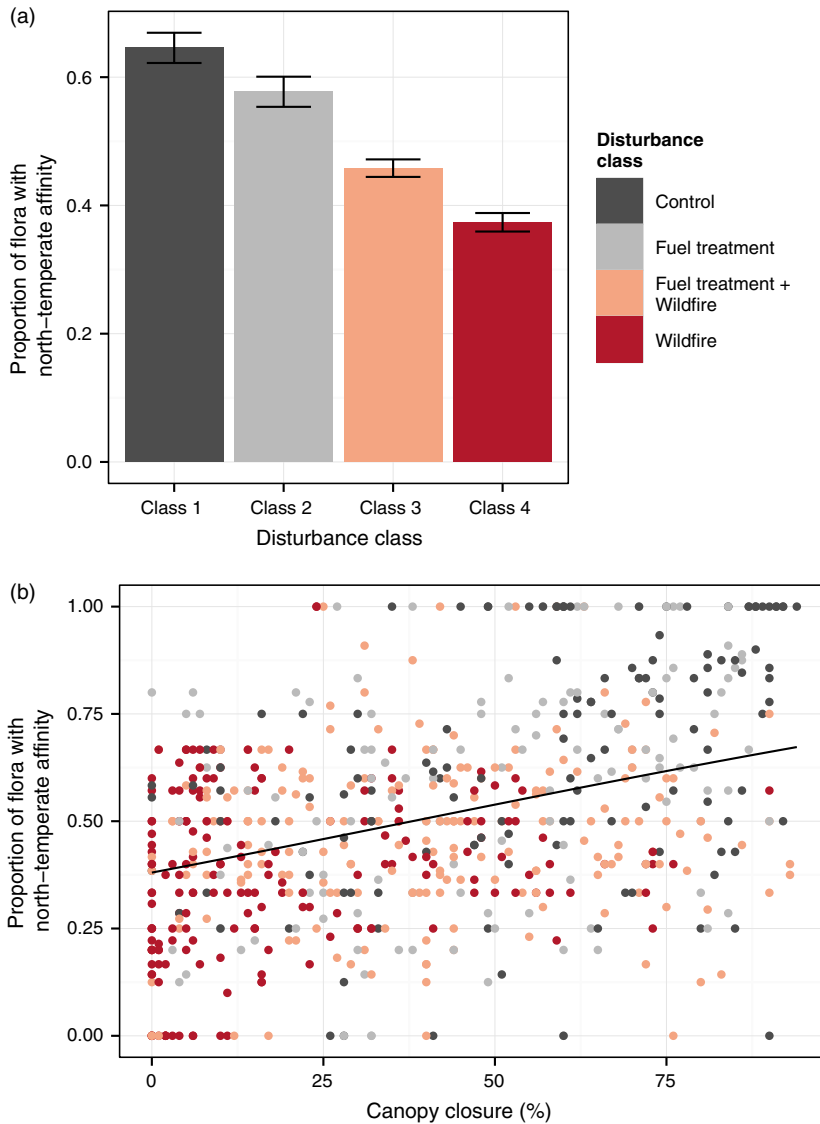 (a)
Proportion of flora with
north−temperate affinity
0.6
0.4
0.2
0.0
Class 1
Class 2
Class 3
Class 4
Disturbance class
Disturbance
class
Control
Fuel treatment
Fuel treatment +
Wildfire
Wildfire
(b)
Proportion of flora with
north−temperate affinity
1.00
0.75
0.50
0.25
0.00
0
25
50
75
Canopy closure (%)